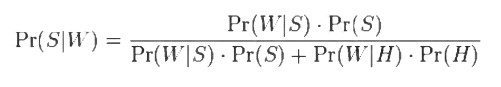 Pr(S|W) = Pr(W|S) · Pr(S) / Pr(W|S) · Pr(S) + Pr(W|H) · Pr(H)